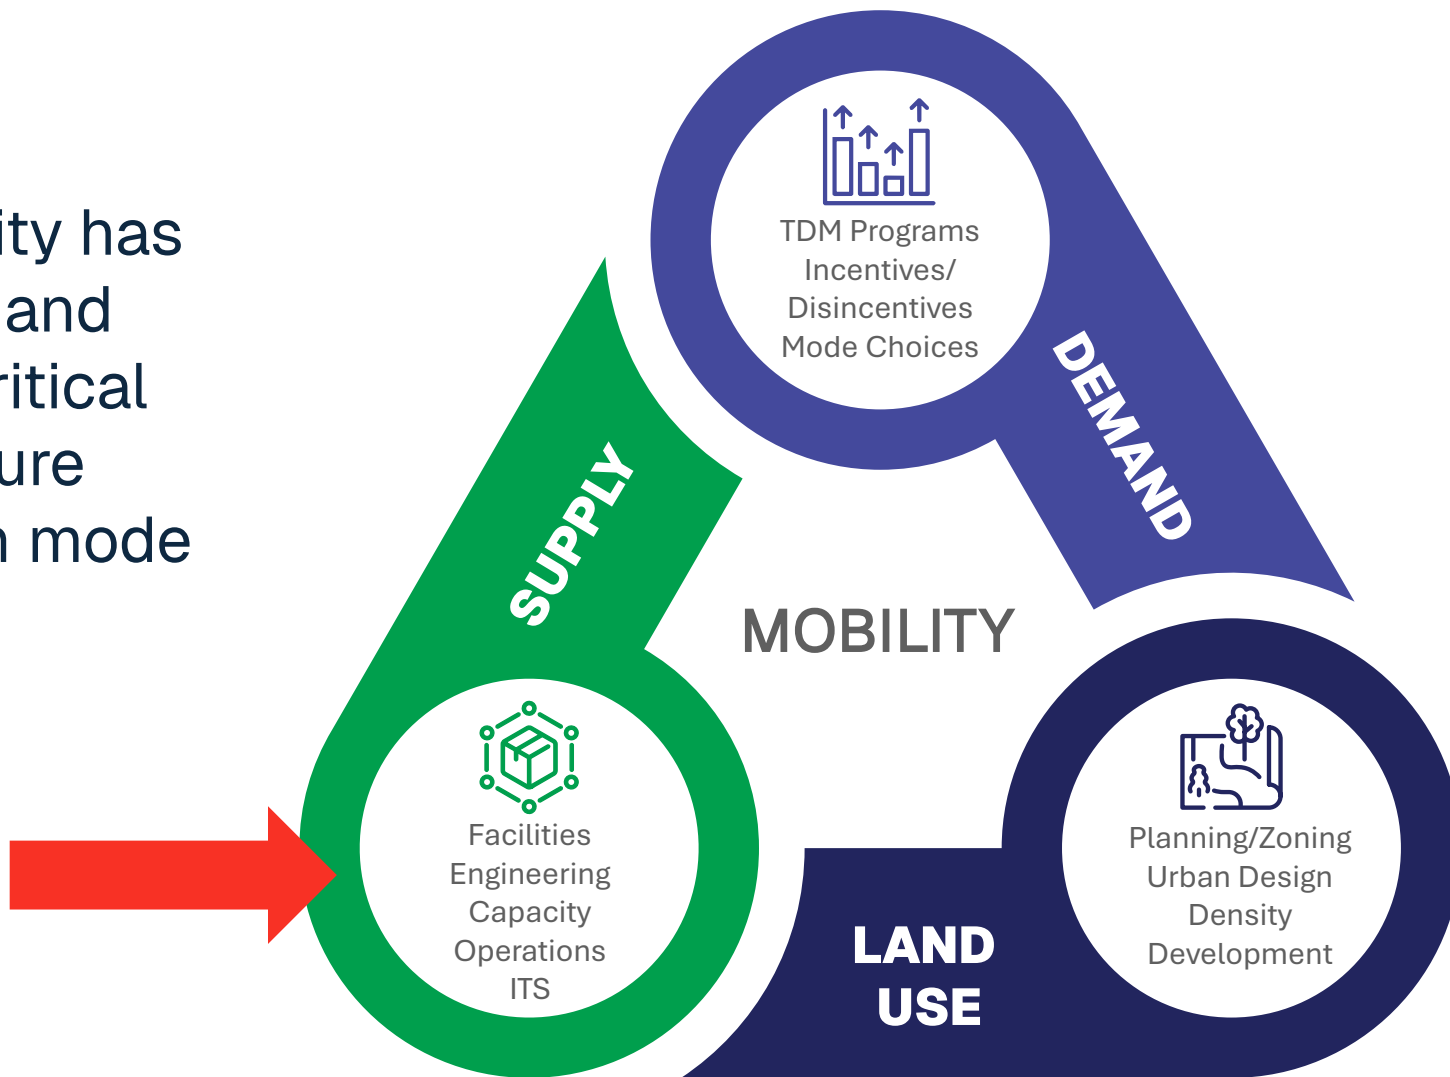 ity has
and
ritical
ure
n mode
TDM Programs
Incentives/
Disincentives
Mode Choices
DEMAND
SUPPLY
MOBILITY
Facilities
Engineering
Capacity
Operations
ITS
Planning/Zoning
Urban Design
Density
Development
LAND
USE